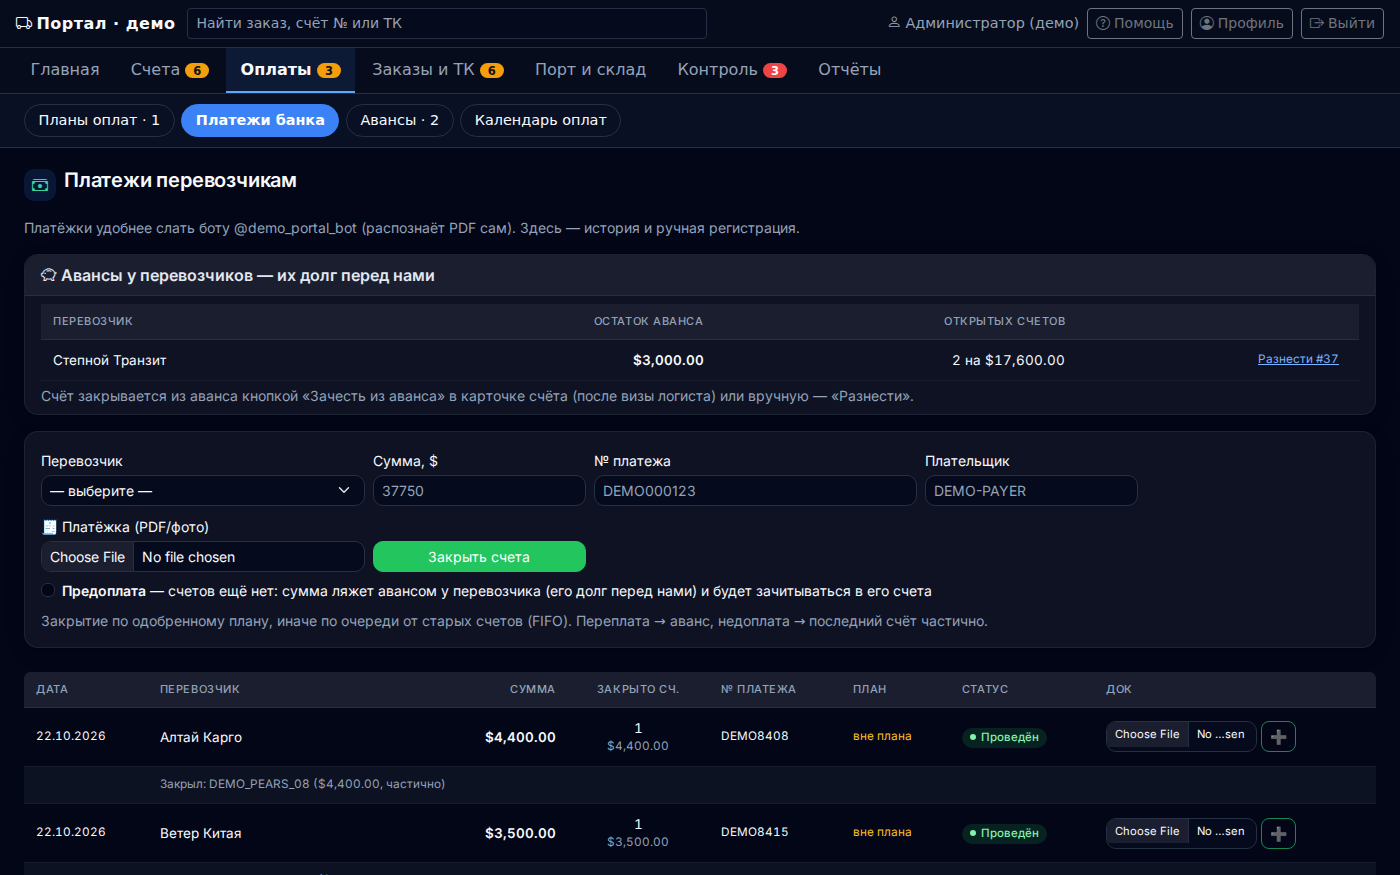 Портал · демо
Найти заказ, счёт № или ТК
Администратор (демо)
Помощь
Профиль
Выйти
Главная
Счета 6
Оплаты 3
Заказы и ТК 6
Порт и склад
Контроль 3
Отчёты
Планы оплат · 1
Платежи банка
Авансы · 2
Календарь оплат
Платежи перевозчикам
Платёжки удобнее слать боту @demo_portal_bot (распознаёт PDF сам). Здесь — история и ручная регистрация.
Авансы у перевозчиков — их долг перед нами
ПЕРЕВОЗЧИК ОСТАТОК АВАНСА ОТКРЫТЫХ СЧЕТОВ
Степной Транзит $3,000.00 2 на $17,600.00 Разнести #37
Счёт закрывается из аванса кнопкой «Зачесть из аванса» в карточке счёта (после визы логиста) или вручную — «Разнести».
Перевозчик Сумма, $ № платежа Плательщик
— выберите — 37750 DEMO000123 DEMO-PAYER
Платёжка (PDF/фото)
Choose File No file chosen Закрыть счета
Предоплата — счетов ещё нет: сумма ляжет авансом у перевозчика (его долг перед нами) и будет зачитываться в его счета
Закрытие по одобренному плану, иначе по очереди от старых счетов (FIFO). Переплата → аванс, недоплата → последний счёт частично.
ДАТА ПЕРЕВОЗЧИК СУММА ЗАКРЫТО СЧ. № ПЛАТЕЖА ПЛАН СТАТУС ДОК
22.10.2026 Алтай Карго $4,400.00 1 $4,400.00 DEMO8408 вне плана Проведён Choose File No ...sen
Закрыл: DEMO_PEARS_08 ($4,400.00, частично)
22.10.2026 Ветер Китая $3,500.00 1 $3,500.00 DEMO8415 вне плана Проведён Choose File No ...sen